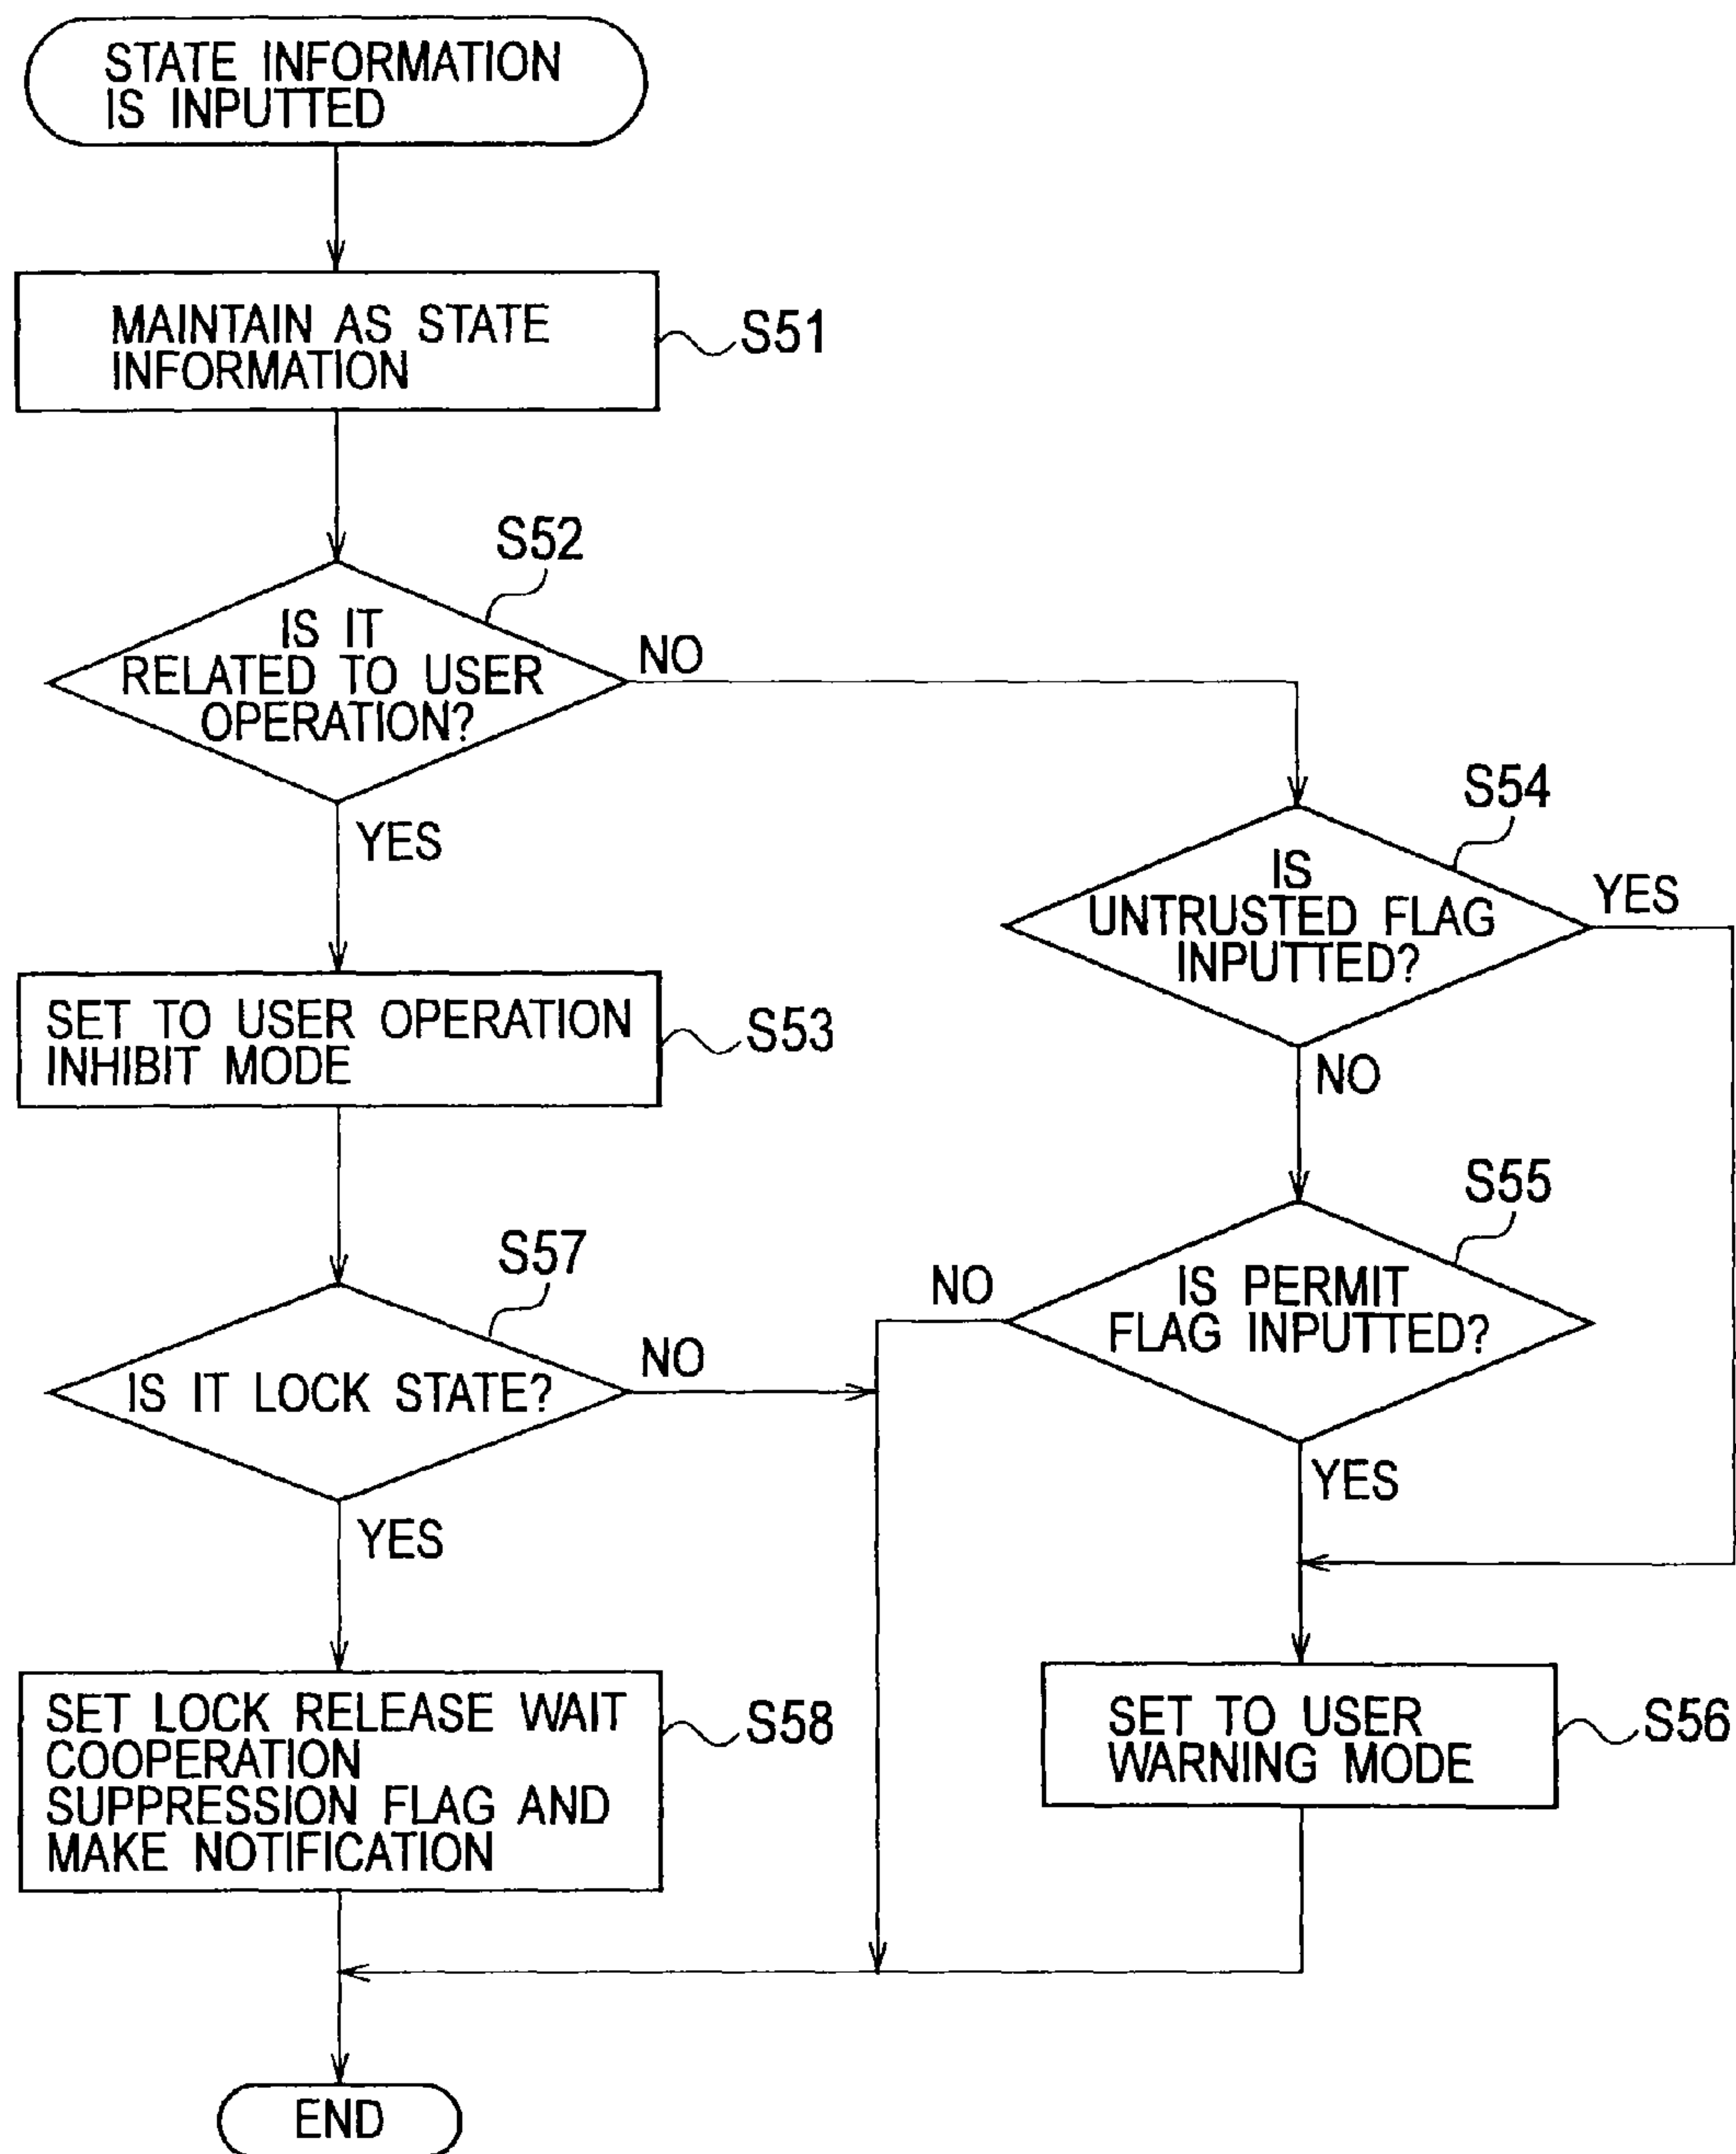 STATE INFORMATION
IS INPUTTED
MAINTAIN AS STATE
INFORMATION
S51
S52
IS IT
RELATED TO USER
OPERATION?
NO
YES
S54
IS
UNTRUSTED FLAG
INPUTTED?
YES
NO
SET TO USER OPERATION
INHIBIT MODE
S53
S55
IS PERMIT
FLAG INPUTTED?
NO
YES
S57
IS IT LOCK STATE?
NO
YES
SET LOCK RELEASE WAIT
COOPERATION
SUPPRESSION FLAG AND
MAKE NOTIFICATION
S58
SET TO USER
WARNING MODE
S56
END